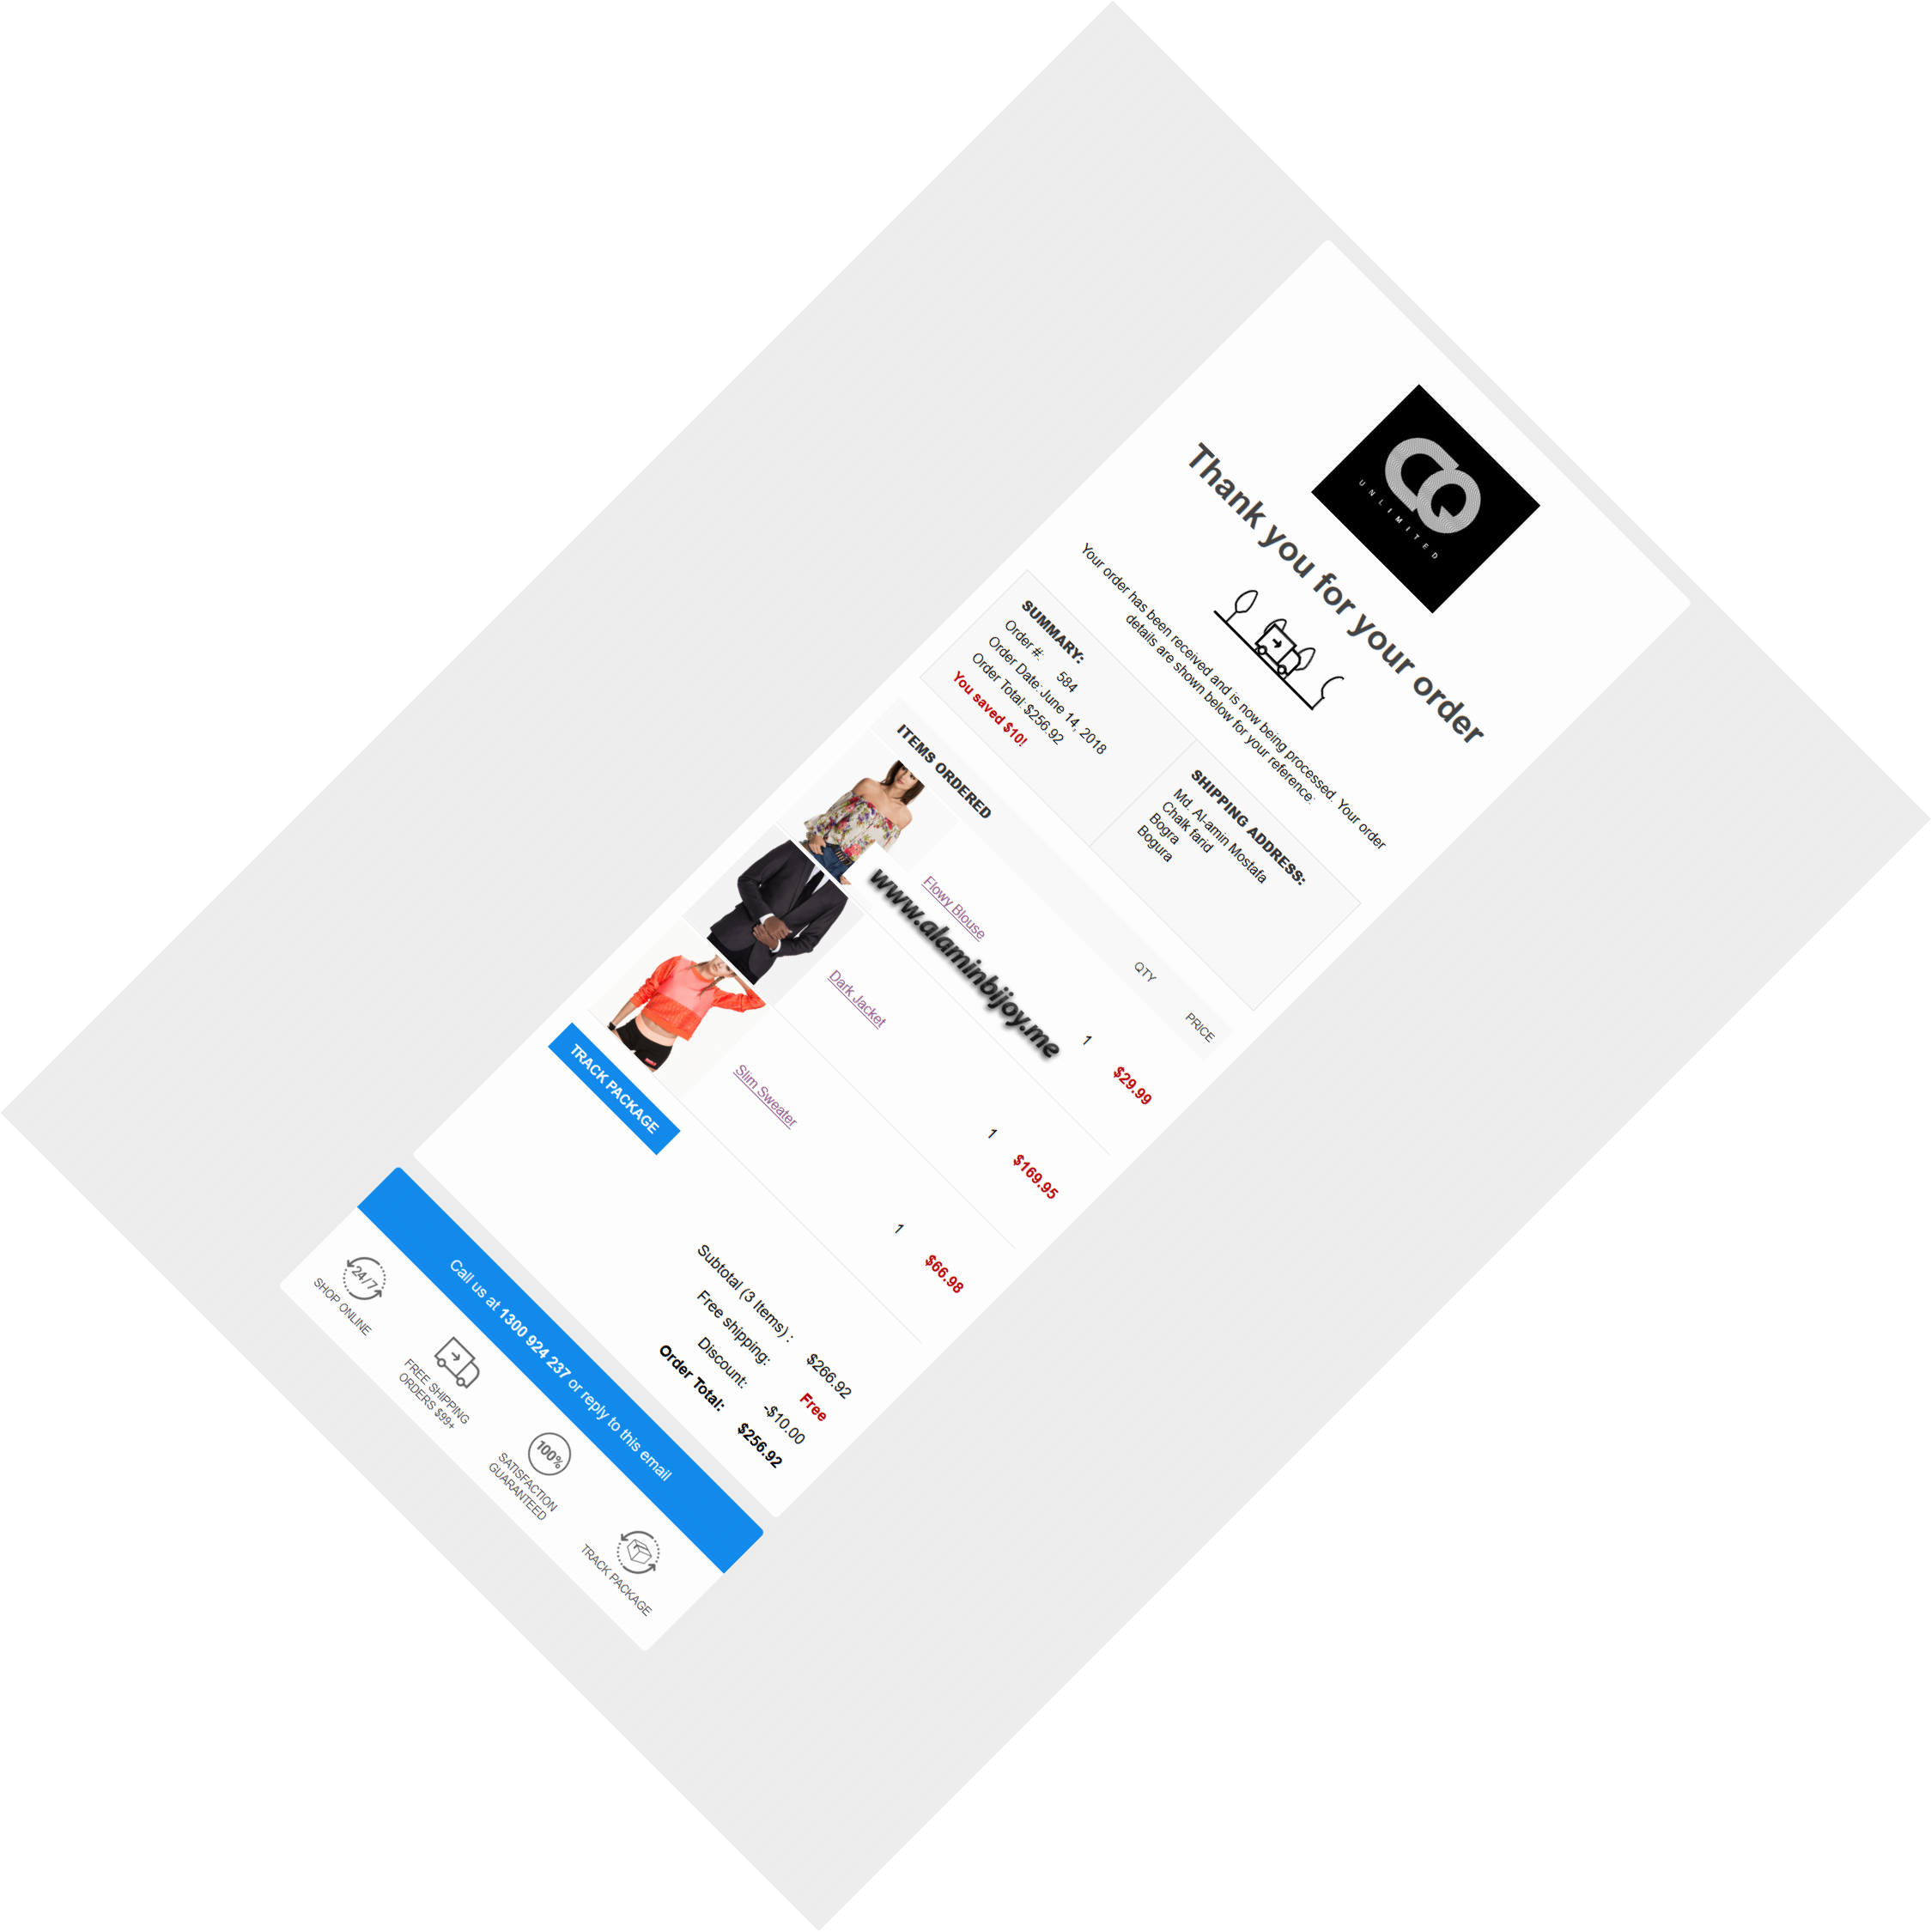 UNLIMITED
Thank you for your order
Your order has been received and is now being processed. Your order
details are shown below for your reference:
SUMMARY:
Order #: 584
Order Date: June 14, 2018
Order Total: $256.92
You saved $10!
SHIPPING ADDRESS:
Md. Al-amin Mostafa
Chalk farid
Bogra
Bogura
ITEMS ORDERED QTY PRICE
Flowy Blouse 1 $29.99
www.alaminbijoy.me
Dark Jacket 1 $169.95
Slim Sweater 1 $66.98
Subtotal (3 Items) : $266.92
Free shipping: Free
Discount: -$10.00
Order Total: $256.92
TRACK PACKAGE
Call us at 1300 924 237 or reply to this email
24/7
SHOP ONLINE
FREE SHIPPING
ORDERS $99+
100%
SATISFACTION
GUARANTEED
TRACK PACKAGE